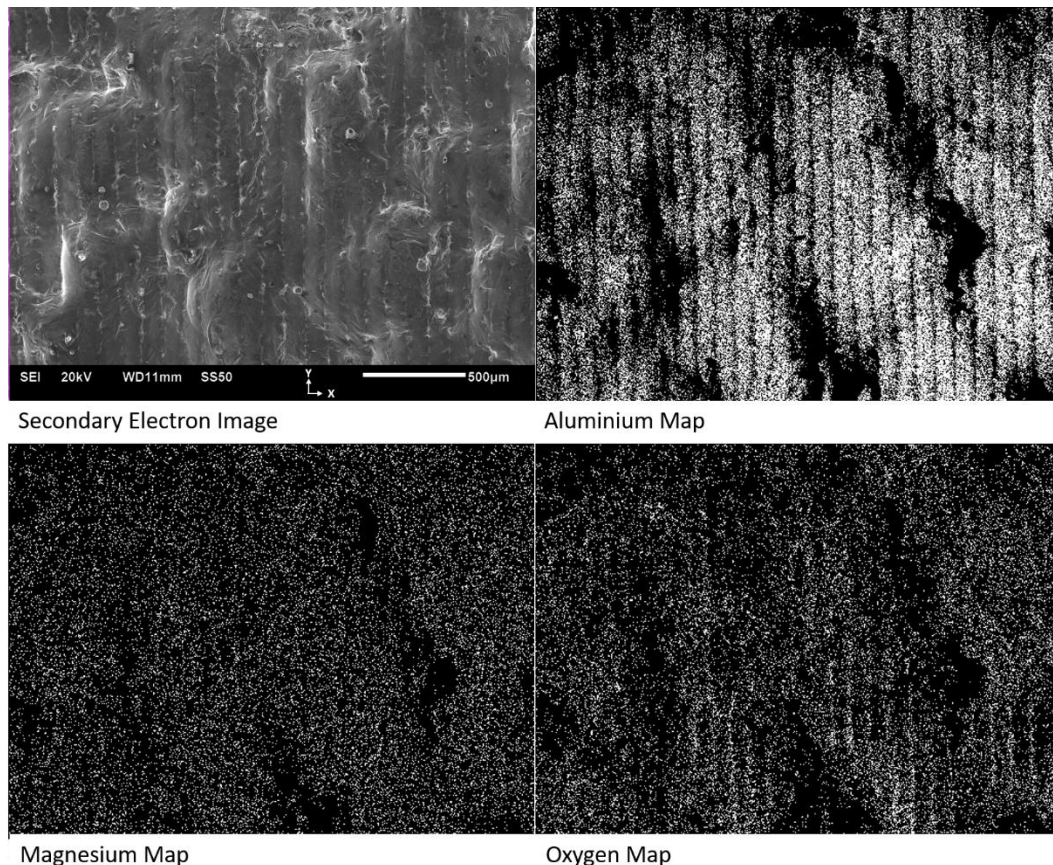 SEI 20kV WD11mm SS50 Y X 500µm
Secondary Electron Image
Aluminium Map
Magnesium Map
Oxygen Map